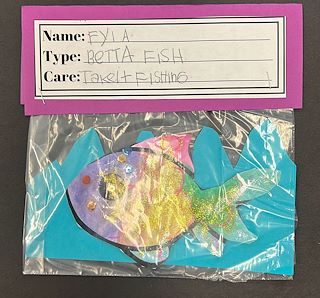 Name: EYLA
Type: BETTA FISH
Care: Take It Fishing